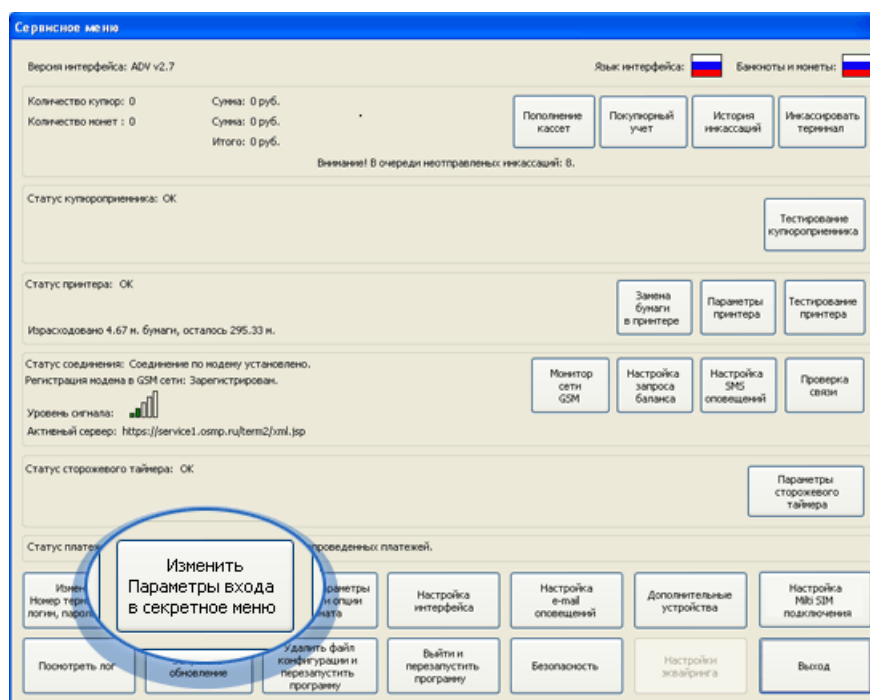 Сервисное меню
Версия интерфейса: ADV v2.7
Язык интерфейса:
Банкноты и монеты:
Количество купюр: 0
Сумма: 0 руб.
Количество монет : 0
Сумма: 0 руб.
Итого: 0 руб.
Пополнение
кассет
Покупюрный
учет
История
инкассаций
Инкассировать
терминал
Внимание! В очереди неотправленых инкассаций: 8.
Статус купюроприемника: OK
Тестирование
купюроприемника
Статус принтера: OK
Израсходовано 4.67 м. бумаги, осталось 295.33 м.
Замена
бумаги
в принтере
Параметры
принтера
Тестирование
принтера
Статус соединения: Соединение по модему установлено.
Регистрация модема в GSM сети: Зарегистрирован.
Уровень сигнала:
Активный сервер: https://service1.osmp.ru/term2/xml.jsp
Монитор
сети
GSM
Настройка
запроса
баланса
Настройка
SMS
оповещений
Проверка
связи
Статус сторожевого таймера: OK
Параметры
сторожевого
таймера
Статус
проведенных платежей.
Изменить
Параметры входа
в секретное меню
Номер
логин,
опции
Настройка
интерфейса
Настройка
e-mail
оповещений
Дополнительные
устройства
Настройка
Milti SIM
подключения
Посмотреть лог
обновление
Удалить файл
конфигурации и
перезапустить
программу
Выйти и
перезапустить
программу
Безопасность
Настройки
эквайринга
Выход